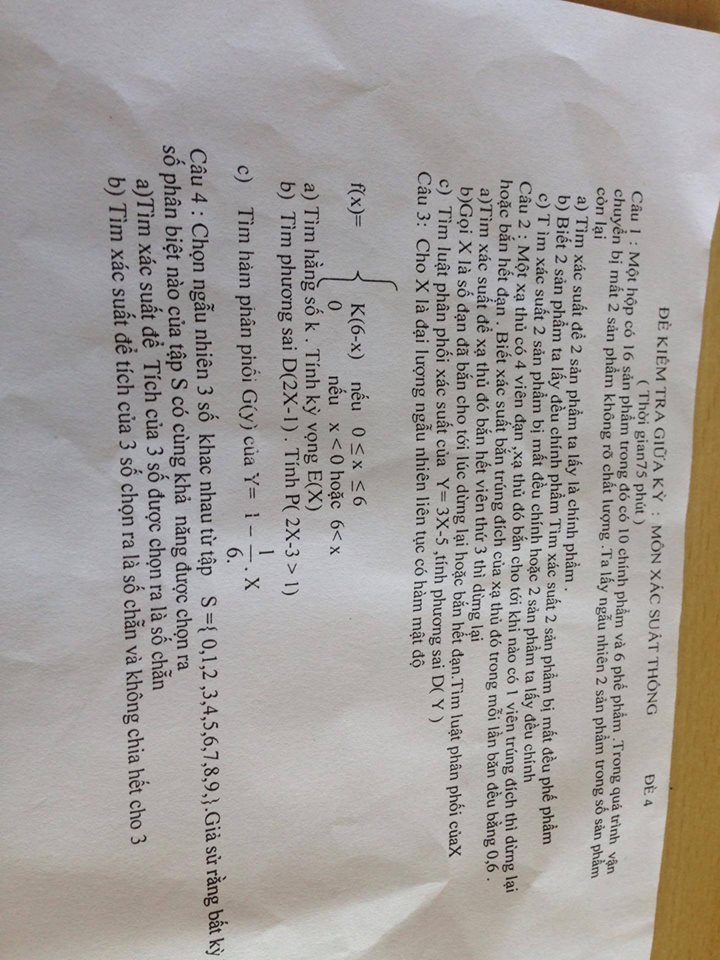 ĐỀ KIỂM TRA GIỮA KỲ : MÔN XÁC SUẤT THỐNG ĐỀ 4
( Thời gian75 phút )
Câu 1 : Một hộp có 16 sản phẩm trong đó có 10 chính phẩm và 6 phế phẩm .Trong quá trình vận
chuyển bị mất 2 sản phẩm không rõ chất lượng .Ta lấy ngẫu nhiên 2 sản phẩm trong số sản phẩm
còn lại
a) Tìm xác suất để 2 sản phẩm ta lấy là chính phẩm .
b) Biết 2 sản phẩm ta lấy đều chính phẩm Tìm xác suất 2 sản phẩm bị mất đều phế phẩm
c) T ìm xác suất 2 sản phẩm bị mất đều chính hoặc 2 sản phẩm ta lấy đều chính
Câu 2 : Một xạ thủ có 4 viên đạn ,xạ thủ đó bắn cho tới khi nào có 1 viên trúng đích thì dừng lại
hoặc bắn hết đạn . Biết xác suất bắn trúng đích của xạ thủ đó trong mỗi lần băn đều bằng 0,6 .
a)Tìm xác suất để xạ thủ đó bắn hết viên thứ 3 thì dừng lại
b)Gọi X là số đạn đã bắn cho tới lúc dừng lại hoặc bắn hết đạn.Tìm luật phân phối củaX
c) Tìm luật phân phối xác suất của Y= 3X-5 ,tính phương sai D( Y )
Câu 3: Cho X là đại lượng ngẫu nhiên liên tục có hàm mật độ
f(x)= { K(6-x) nếu 0 ≤ x ≤ 6
0 nếu x < 0 hoặc 6< x
a) Tìm hằng số k . Tính kỳ vọng E(X)
b) Tìm phương sai D(2X-1) . Tính P( 2X-3 > 1)
c) Tìm hàm phân phối G(y) của Y= 1 − 1/6. . X
Câu 4 : Chọn ngẫu nhiên 3 số khac nhau từ tập S ={ 0,1,2 ,3,4,5,6,7,8,9,}.Giả sử rằng bất kỳ
số phân biệt nào của tập S có cùng khả năng được chọn ra
a)Tìm xác suất để Tích của 3 số được chọn ra là số chẵn
b) Tìm xác suất để tích của 3 số chọn ra là số chẵn và không chia hết cho 3